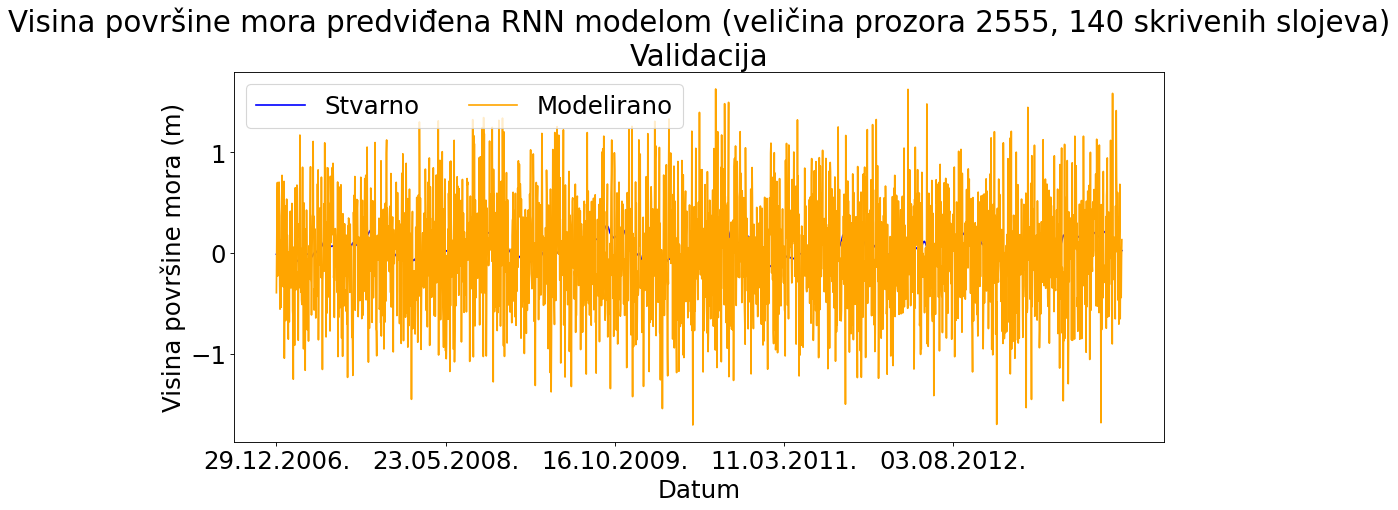 Visina površine mora predviđena RNN modelom (veličina prozora 2555, 140 skrivenih slojeva)
Validacija
Stvarno
Modelirano
Visina površine mora (m)
1
0
−1
29.12.2006.
23.05.2008.
16.10.2009.
11.03.2011.
03.08.2012.
Datum